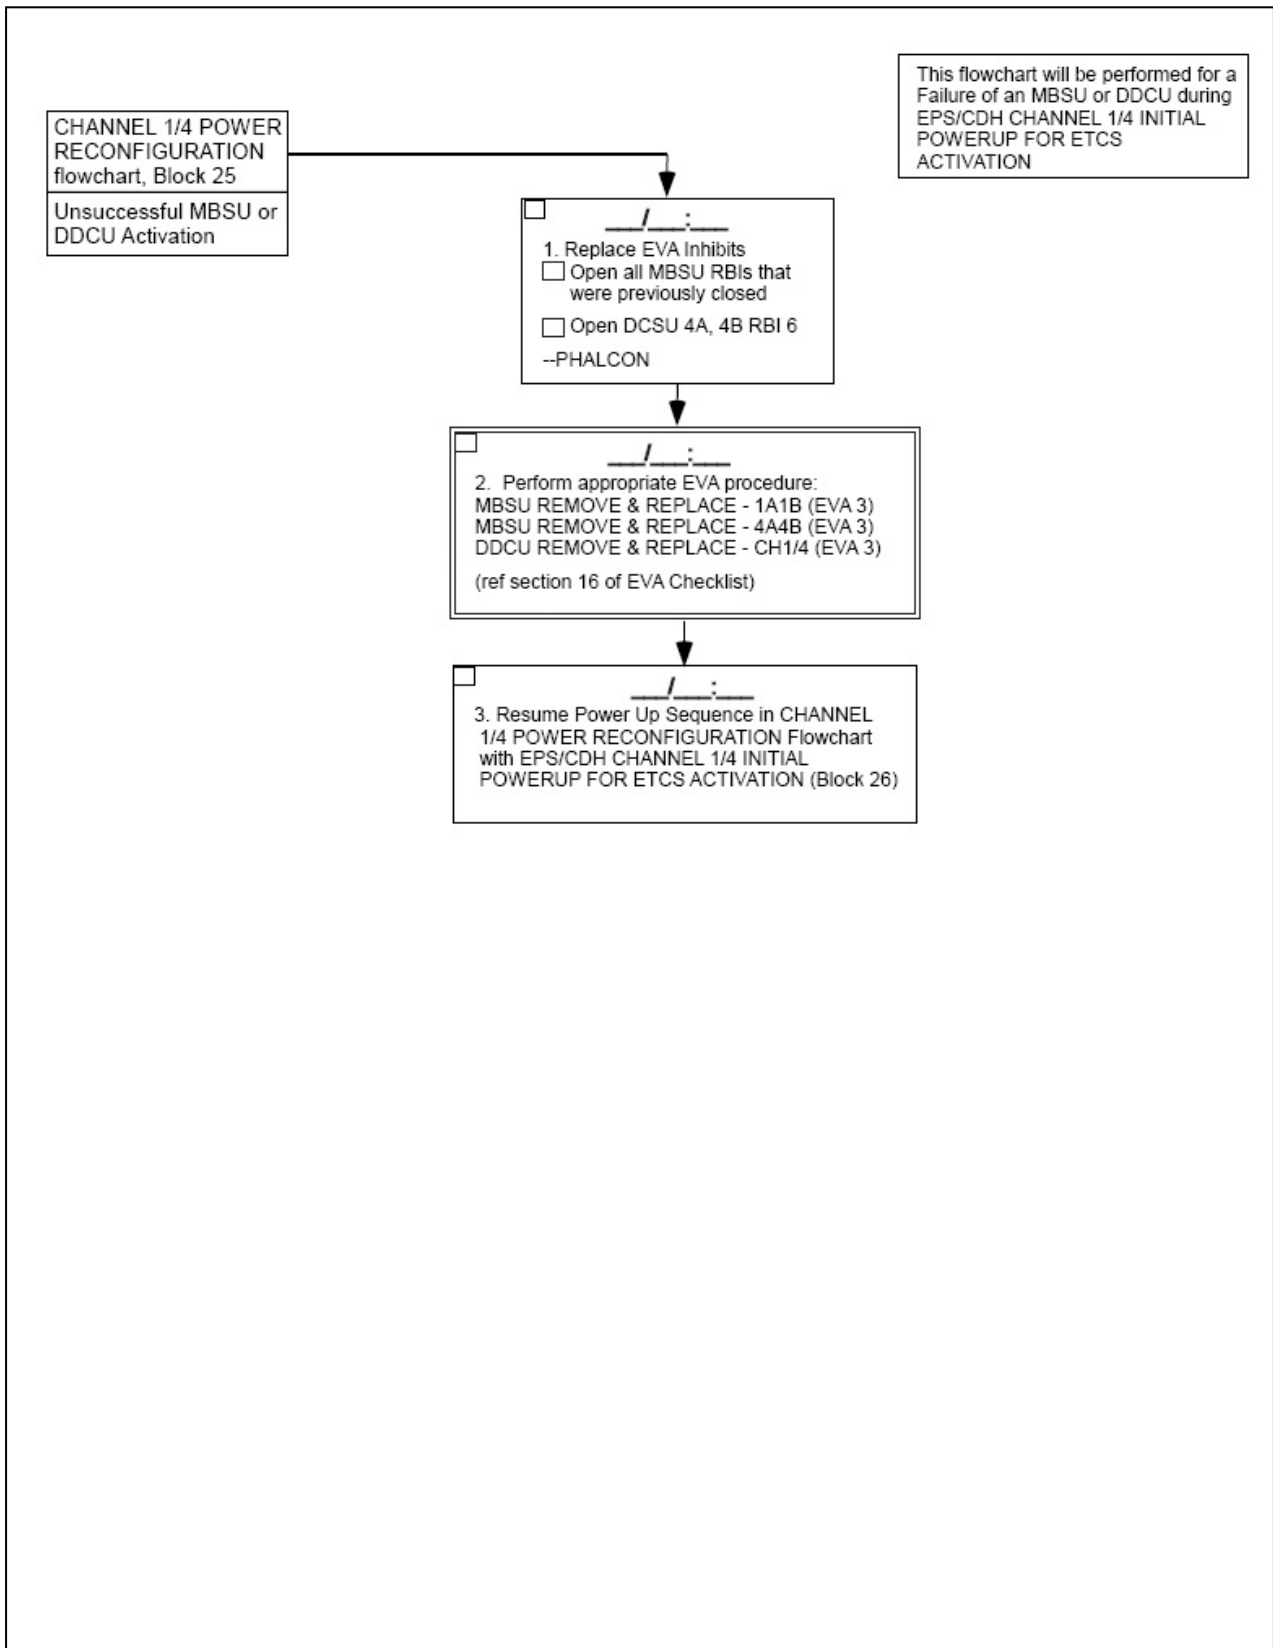 This flowchart will be performed for a
Failure of an MBSU or DDCU during
EPS/CDH CHANNEL 1/4 INITIAL
POWERUP FOR ETCS
ACTIVATION
CHANNEL 1/4 POWER
RECONFIGURATION
flowchart, Block 25
Unsuccessful MBSU or
DDCU Activation
___/___:___
1. Replace EVA Inhibits
Open all MBSU RBIs that
were previously closed
Open DCSU 4A, 4B RBI 6
--PHALCON
___/___:___
2. Perform appropriate EVA procedure:
MBSU REMOVE & REPLACE - 1A1B (EVA 3)
MBSU REMOVE & REPLACE - 4A4B (EVA 3)
DDCU REMOVE & REPLACE - CH1/4 (EVA 3)
(ref section 16 of EVA Checklist)
___/___:___
3. Resume Power Up Sequence in CHANNEL
1/4 POWER RECONFIGURATION Flowchart
with EPS/CDH CHANNEL 1/4 INITIAL
POWERUP FOR ETCS ACTIVATION (Block 26)